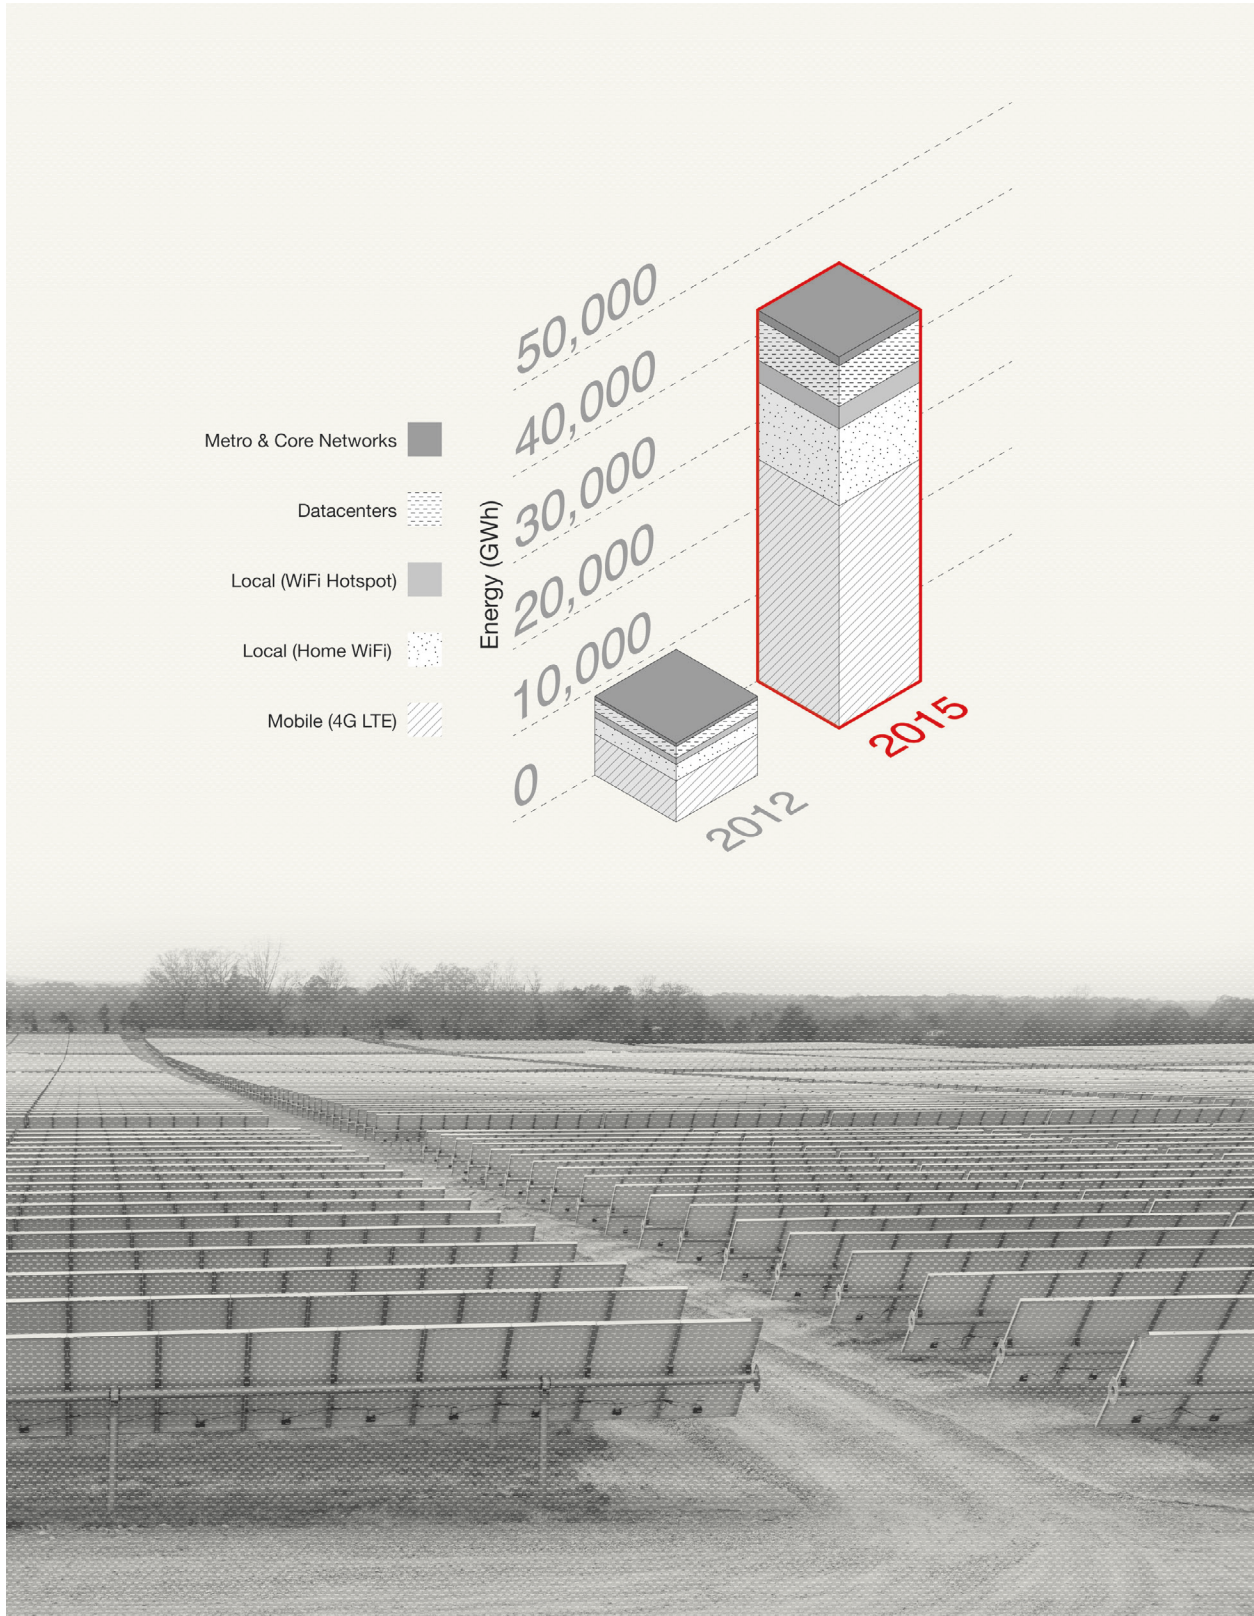 50,000
40,000
30,000
20,000
10,000
0
Energy (GWh)
Metro & Core Networks
Datacenters
Local (WiFi Hotspot)
Local (Home WiFi)
Mobile (4G LTE)
2012
2015